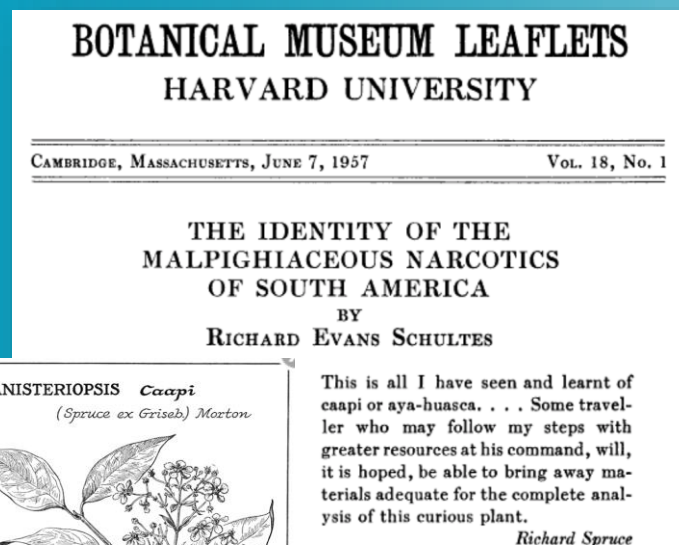 BOTANICAL MUSEUM LEAFLETS
HARVARD UNIVERSITY
CAMBRIDGE, MASSACHUSETTS, JUNE 7, 1957 VOL. 18, NO. 1
THE IDENTITY OF THE
MALPIGHIACEOUS NARCOTICS
OF SOUTH AMERICA
BY
RICHARD EVANS SCHULTES
ANISTERIOPSIS Caapi
(Spruce ex Griseb) Morton
This is all I have seen and learnt of
caapi or aya-huasca. . . . Some travel-
ler who may follow my steps with
greater resources at his command, will,
it is hoped, be able to bring away ma-
terials adequate for the complete anal-
ysis of this curious plant.
Richard Spruce